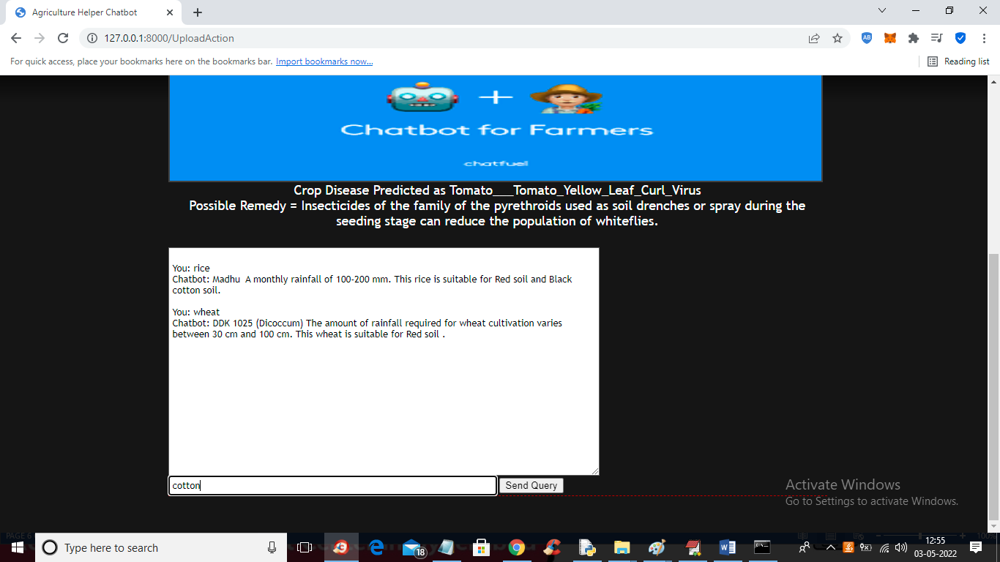 Agriculture Helper Chatbot
127.0.0.1:8000/UploadAction
AB
For quick access, place your bookmarks here on the bookmarks bar. Import bookmarks now...
Reading list
Chatbot for Farmers
chatfuel
Crop Disease Predicted as Tomato___Tomato_Yellow_Leaf_Curl_Virus
Possible Remedy = Insecticides of the family of the pyrethroids used as soil drenches or spray during the
seeding stage can reduce the population of whiteflies.
You: rice
Chatbot: Madhu  A monthly rainfall of 100-200 mm. This rice is suitable for Red soil and Black
cotton soil.
You: wheat
Chatbot: DDK 1025 (Dicoccum) The amount of rainfall required for wheat cultivation varies
between 30 cm and 100 cm. This wheat is suitable for Red soil .
cotton
Send Query
Activate Windows
Go to Settings to activate Windows.
PAGE 6
100%
Type here to search
18
12:55
03-05-2022